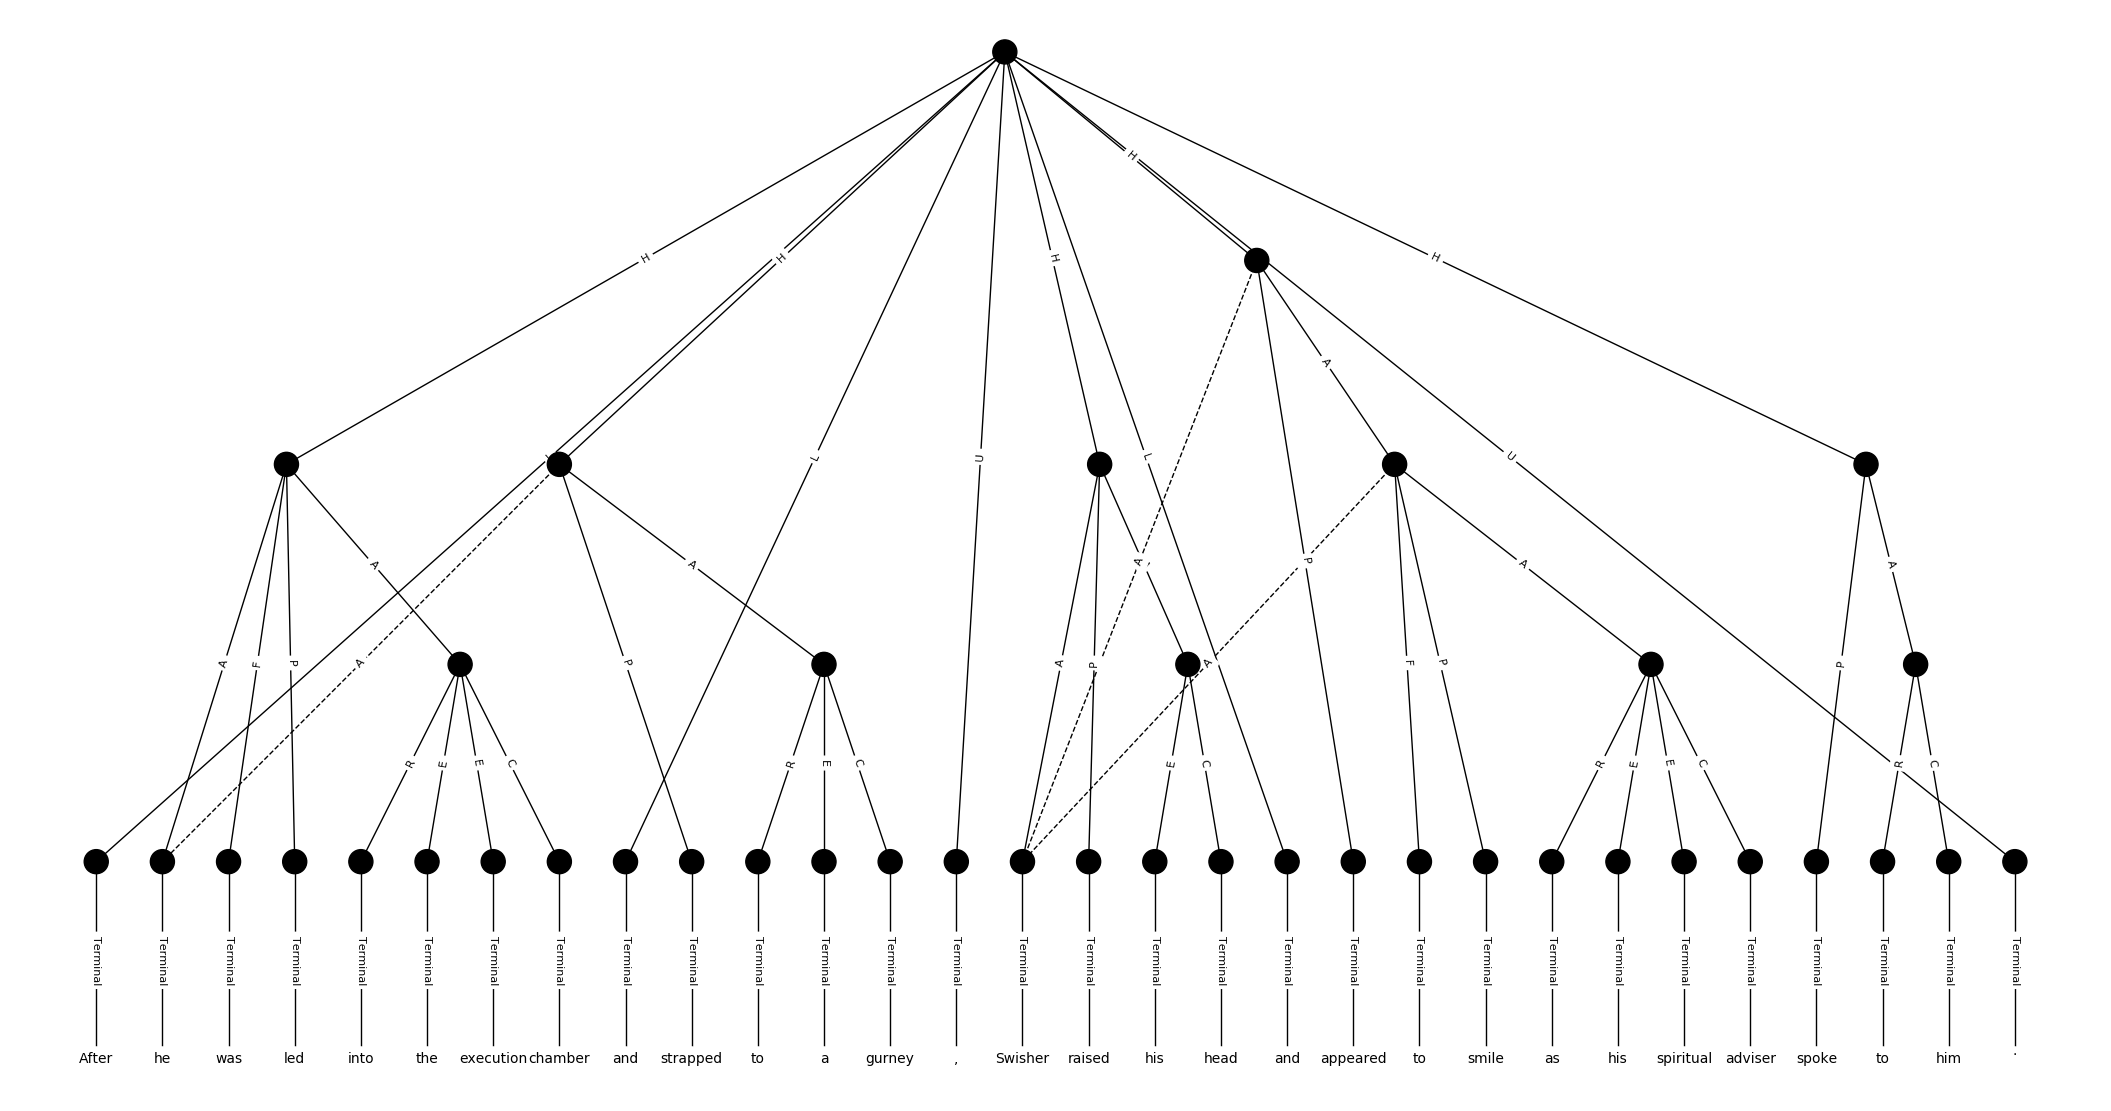 H
H
H
H
H
A
L
L
U
L
U
A
A
A
P
A
A
A
F
P
A
P
A
P
A
F
P
P
R
E
E
C
R
E
C
E
C
R
E
E
C
R
C
Terminal Terminal Terminal Terminal Terminal Terminal Terminal Terminal Terminal Terminal Terminal Terminal Terminal Terminal Terminal Terminal Terminal Terminal Terminal Terminal Terminal Terminal Terminal Terminal Terminal Terminal Terminal Terminal Terminal Terminal
After he was led into the execution chamber and strapped to a gurney , Swisher raised his head and appeared to smile as his spiritual adviser spoke to him .